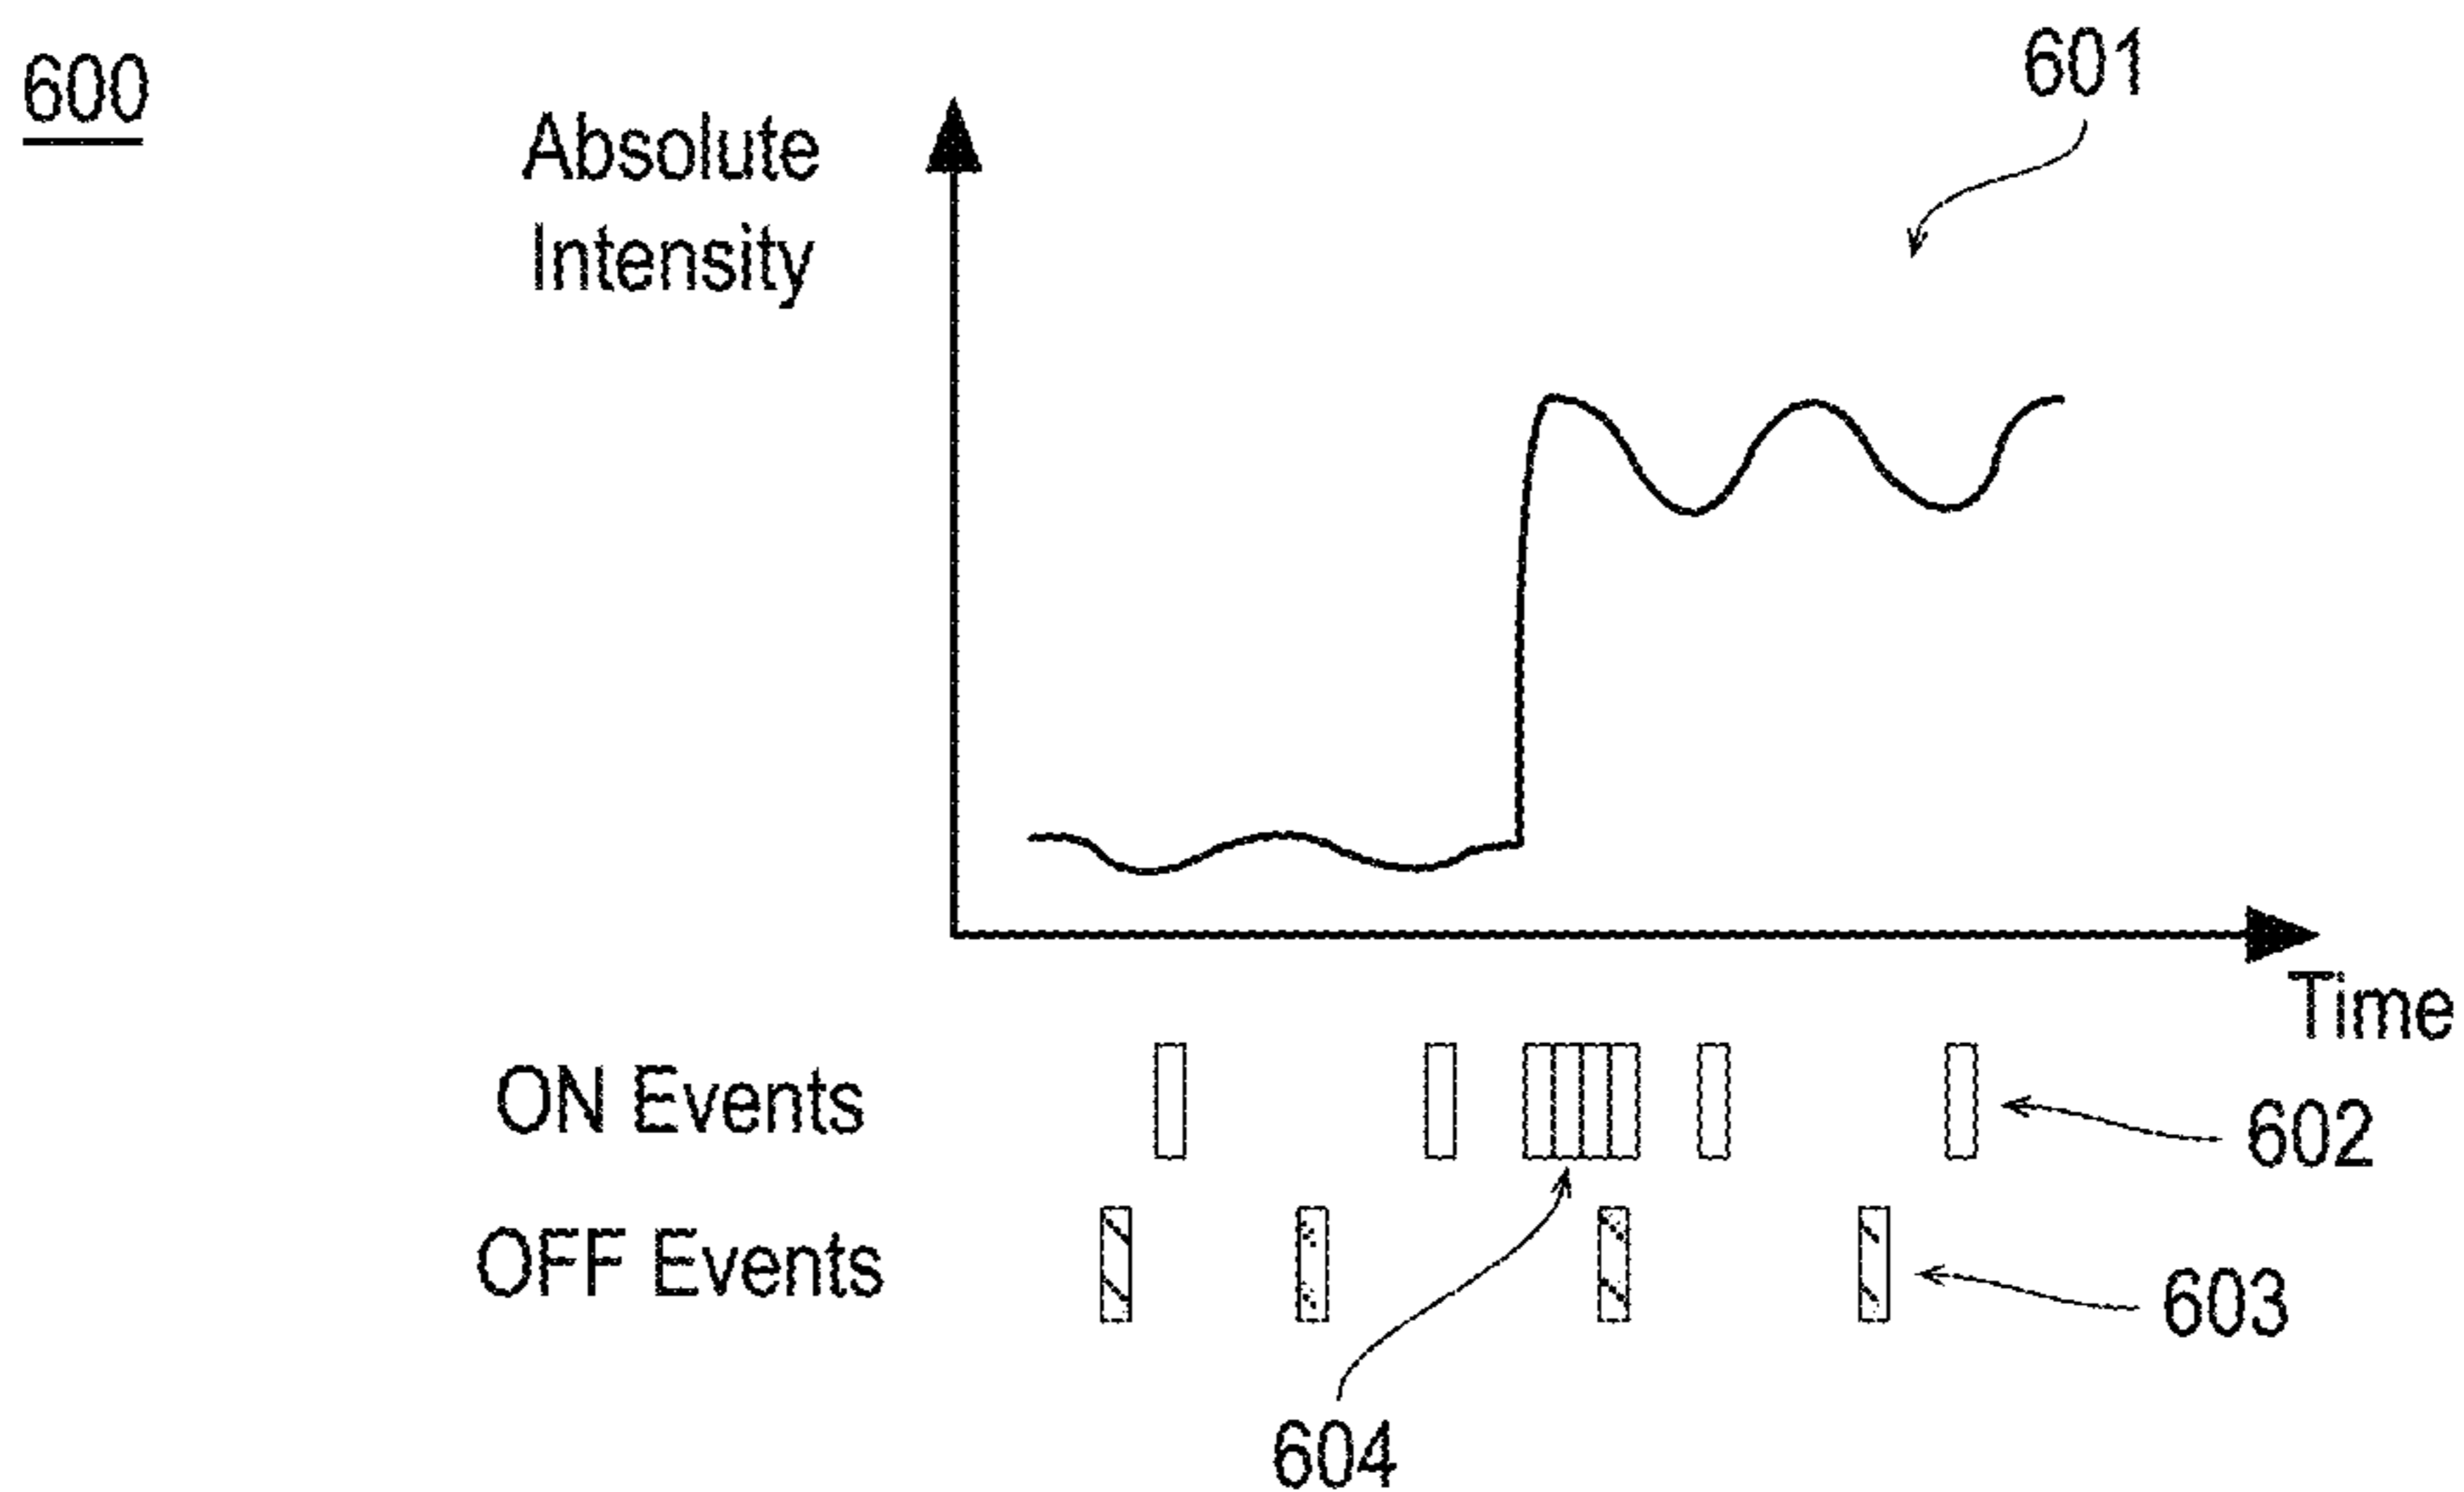 600
601
Absolute
Intensity
Time
ON Events
602
OFF Events
603
604